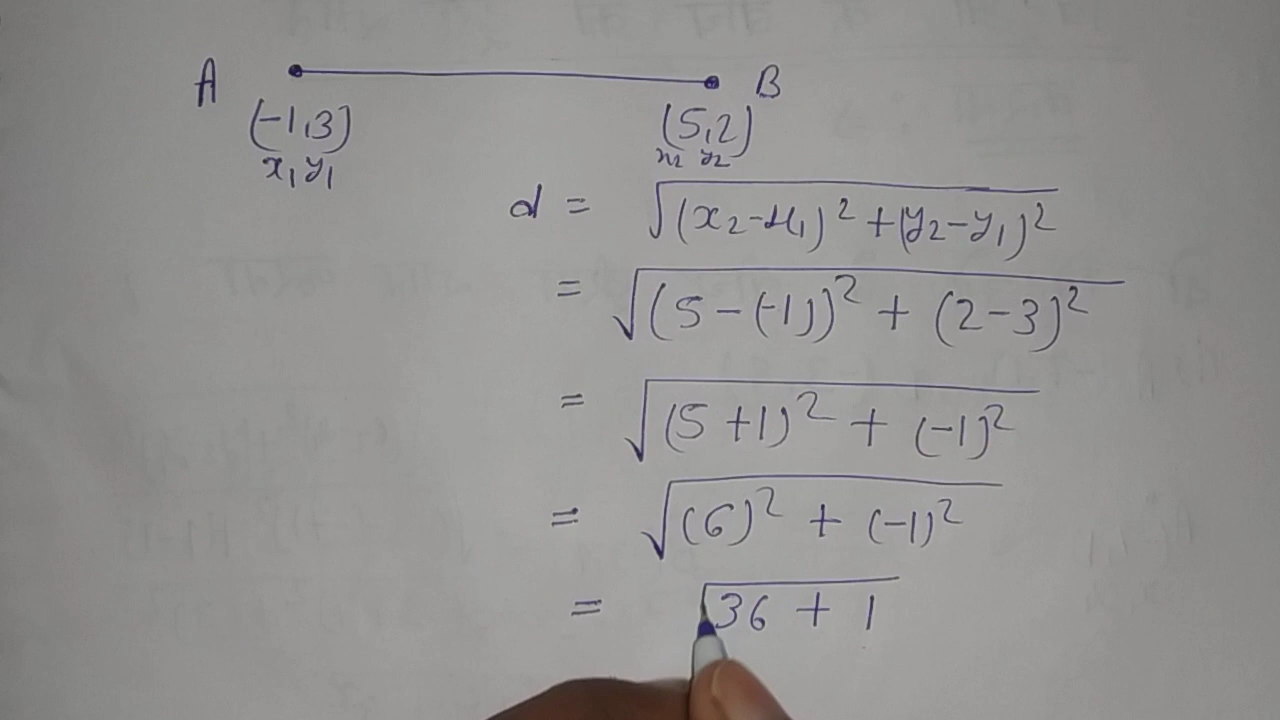 A B
(-1,3) (5,2)
x₁ y₁ x₂ y₂
d = √(x₂-x₁)² + (y₂-y₁)²
= √(5-(-1))² + (2-3)²
= √(5+1)² + (-1)²
= √(6)² + (-1)²
= √36 + 1